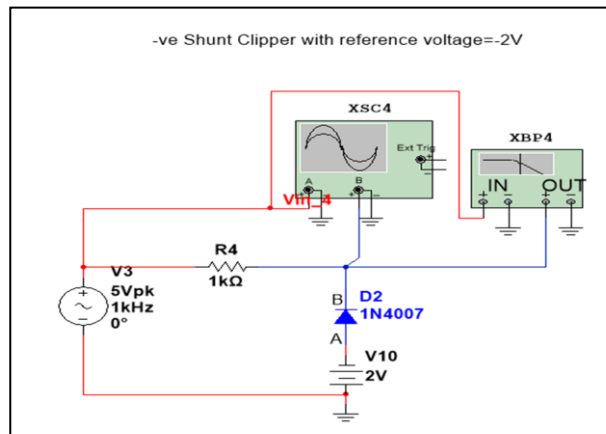 -ve Shunt Clipper with reference voltage=-2V
XSC4
Ext Trig
XBP4
A
B
IN
OUT
Vin_4
R4
1kΩ
V3
5Vpk
1kHz
0°
B
D2
1N4007
A
V10
2V